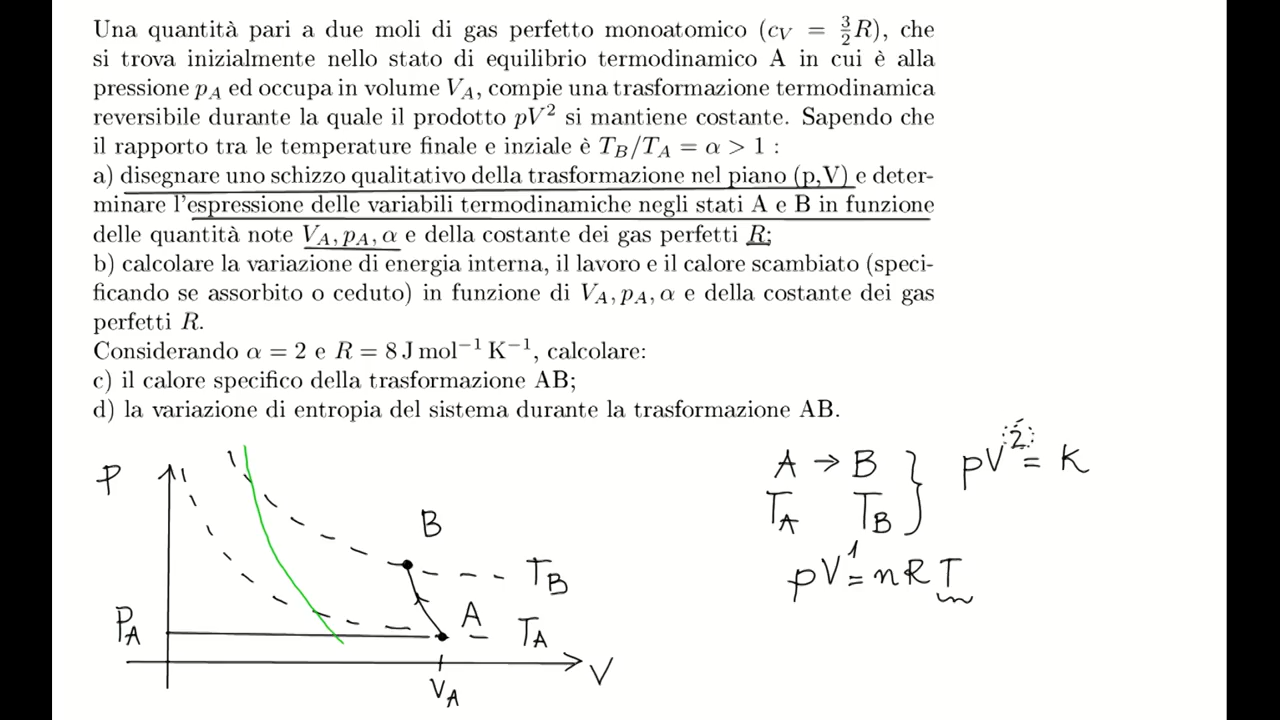 Una quantità pari a due moli di gas perfetto monoatomico (c_V = 3/2 R), che
si trova inizialmente nello stato di equilibrio termodinamico A in cui è alla
pressione p_A ed occupa in volume V_A, compie una trasformazione termodinamica
reversibile durante la quale il prodotto pV² si mantiene costante. Sapendo che
il rapporto tra le temperature finale e inziale è T_B/T_A = α > 1 :
a) disegnare uno schizzo qualitativo della trasformazione nel piano (p,V) e deter-
minare l'espressione delle variabili termodinamiche negli stati A e B in funzione
delle quantità note V_A, p_A, α e della costante dei gas perfetti R;
b) calcolare la variazione di energia interna, il lavoro e il calore scambiato (speci-
ficando se assorbito o ceduto) in funzione di V_A, p_A, α e della costante dei gas
perfetti R.
Considerando α = 2 e R = 8 J mol⁻¹ K⁻¹, calcolare:
c) il calore specifico della trasformazione AB;
d) la variazione di entropia del sistema durante la trasformazione AB.
P
B
T_B
P_A
A
T_A
V
V_A
A → B } pV² = K
T_A T_B
pV¹ = nRT